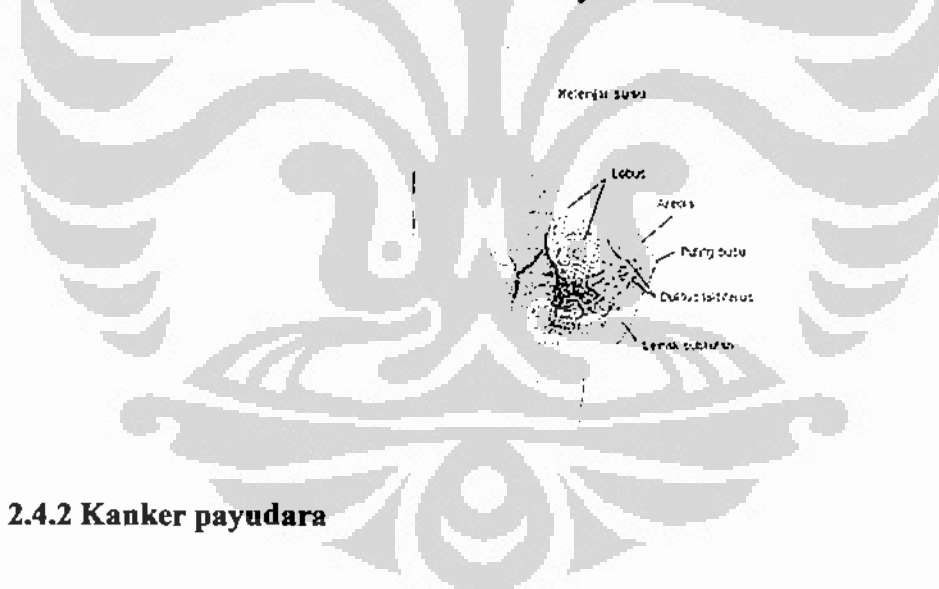 Kelenjar susu
Lobus
Areola
Puting susu
Duktus laktiferus
Lemak subkutan
2.4.2 Kanker payudara